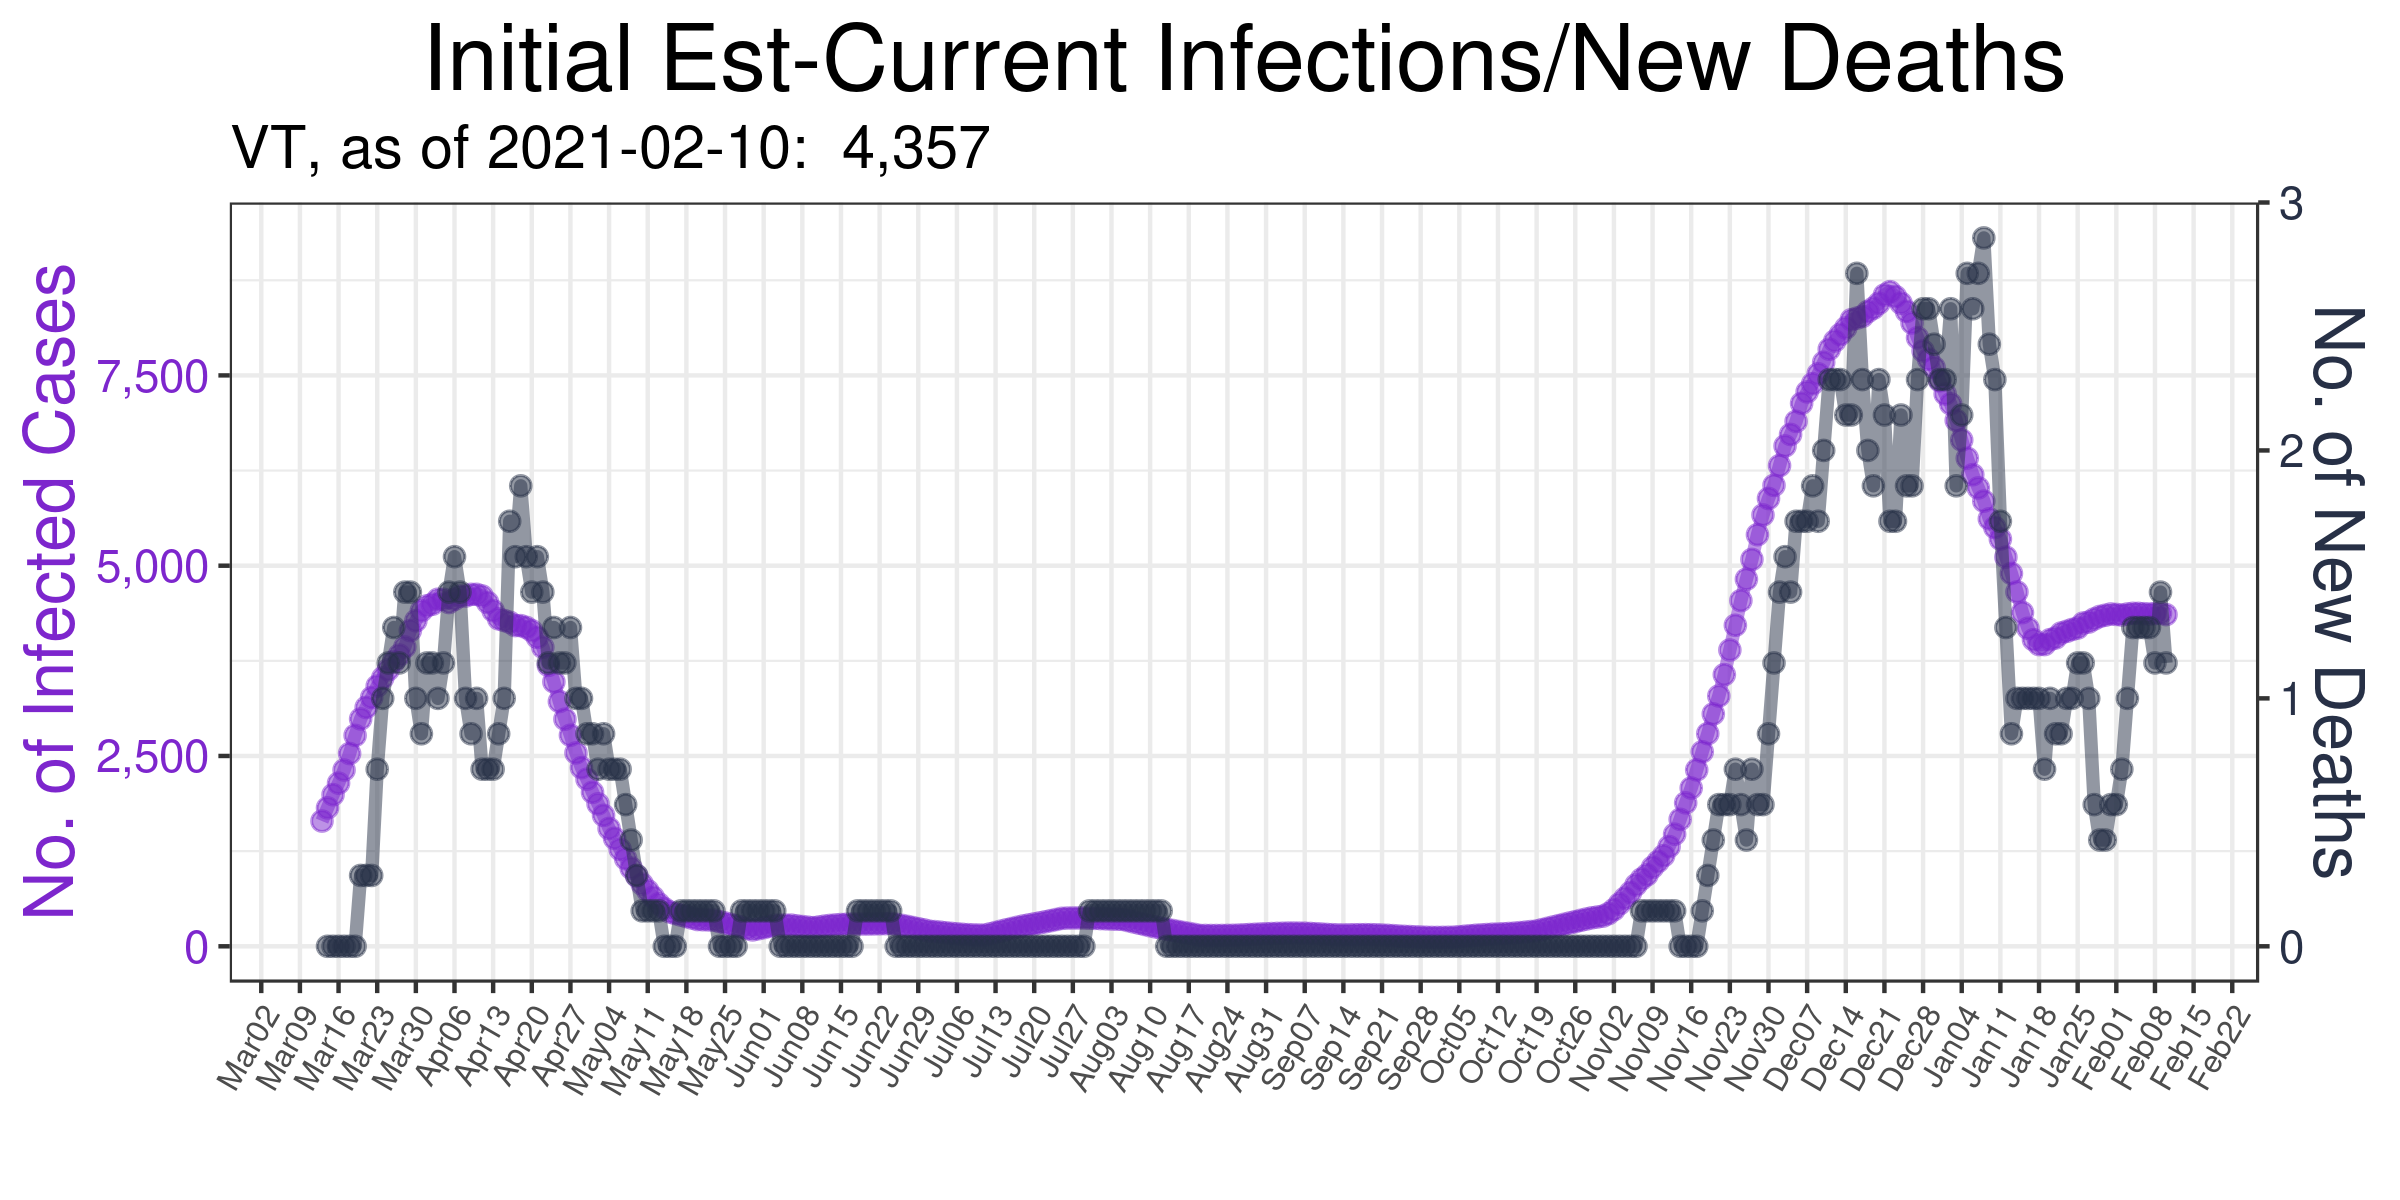 Initial Est-Current Infections/New Deaths
VT, as of 2021-02-10:  4,357
No. of Infected Cases
7,500
5,000
2,500
0
3
2
1
0
No. of New Deaths
Mar02
Mar09
Mar16
Mar23
Mar30
Apr06
Apr13
Apr20
Apr27
May04
May11
May18
May25
Jun01
Jun08
Jun15
Jun22
Jun29
Jul06
Jul13
Jul20
Jul27
Aug03
Aug10
Aug17
Aug24
Aug31
Sep07
Sep14
Sep21
Sep28
Oct05
Oct12
Oct19
Oct26
Nov02
Nov09
Nov16
Nov23
Nov30
Dec07
Dec14
Dec21
Dec28
Jan04
Jan11
Jan18
Jan25
Feb01
Feb08
Feb15
Feb22